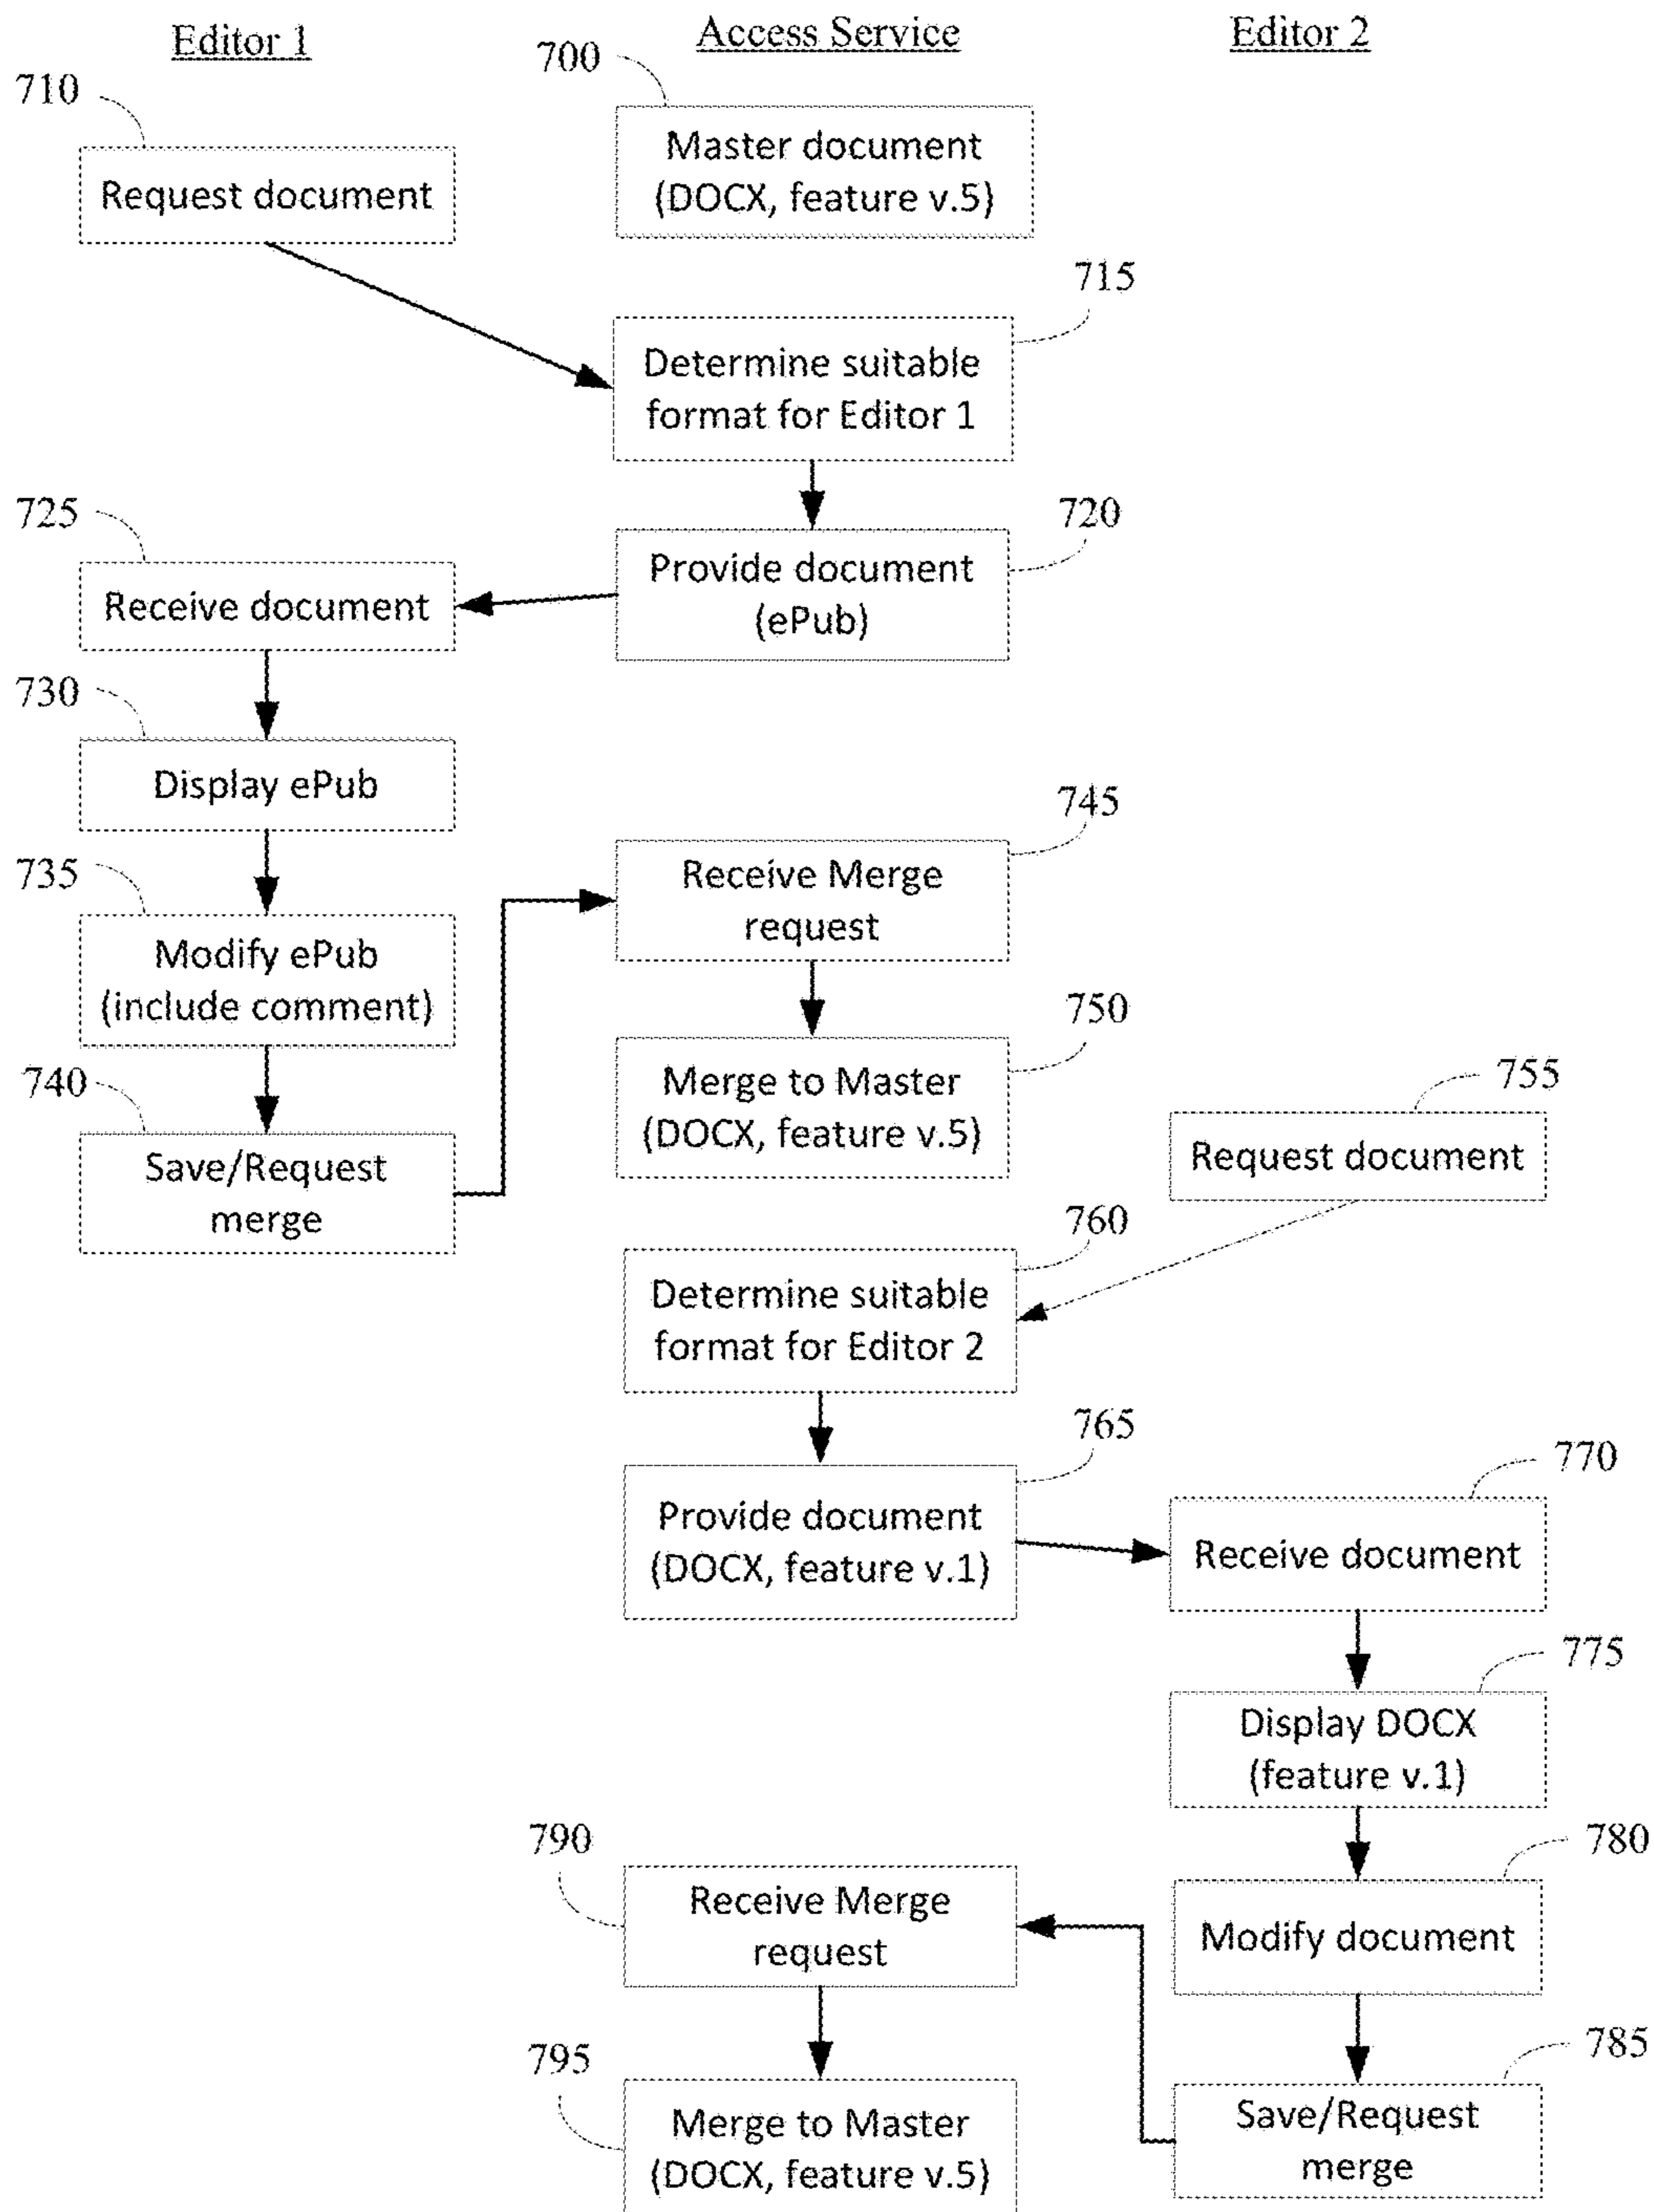 Editor 1
Access Service
Editor 2
700
710
Master document
(DOCX, feature v.5)
Request document
715
Determine suitable
format for Editor 1
725
720
Provide document
(ePub)
Receive document
730
Display ePub
745
735
Receive Merge
request
Modify ePub
(include comment)
750
740
Merge to Master
(DOCX, feature v.5)
755
Request document
Save/Request
merge
760
Determine suitable
format for Editor 2
765
770
Provide document
(DOCX, feature v.1)
Receive document
775
Display DOCX
(feature v.1)
790
780
Receive Merge
request
Modify document
795
785
Merge to Master
(DOCX, feature v.5)
Save/Request
merge